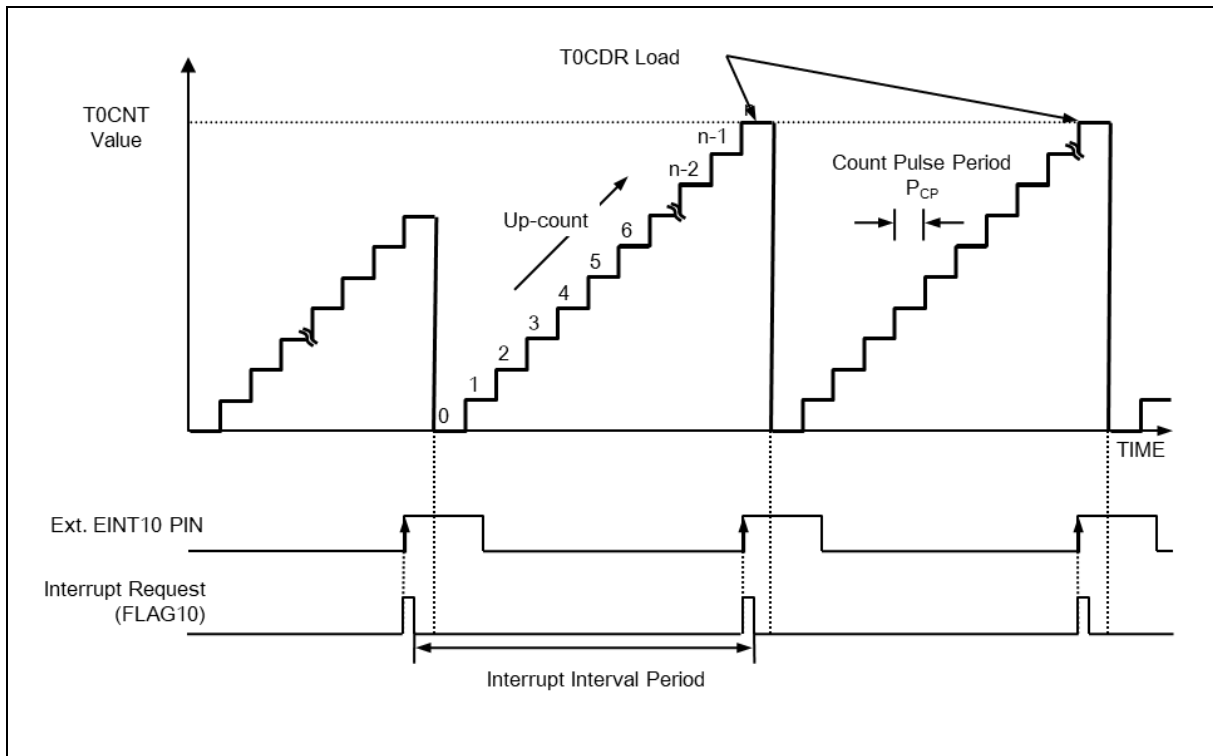 T0CDR Load
T0CNT
Value
n-1
n-2
Count Pulse Period
PCP
Up-count
6
5
4
3
2
1
0
TIME
Ext. EINT10 PIN
Interrupt Request
(FLAG10)
Interrupt Interval Period